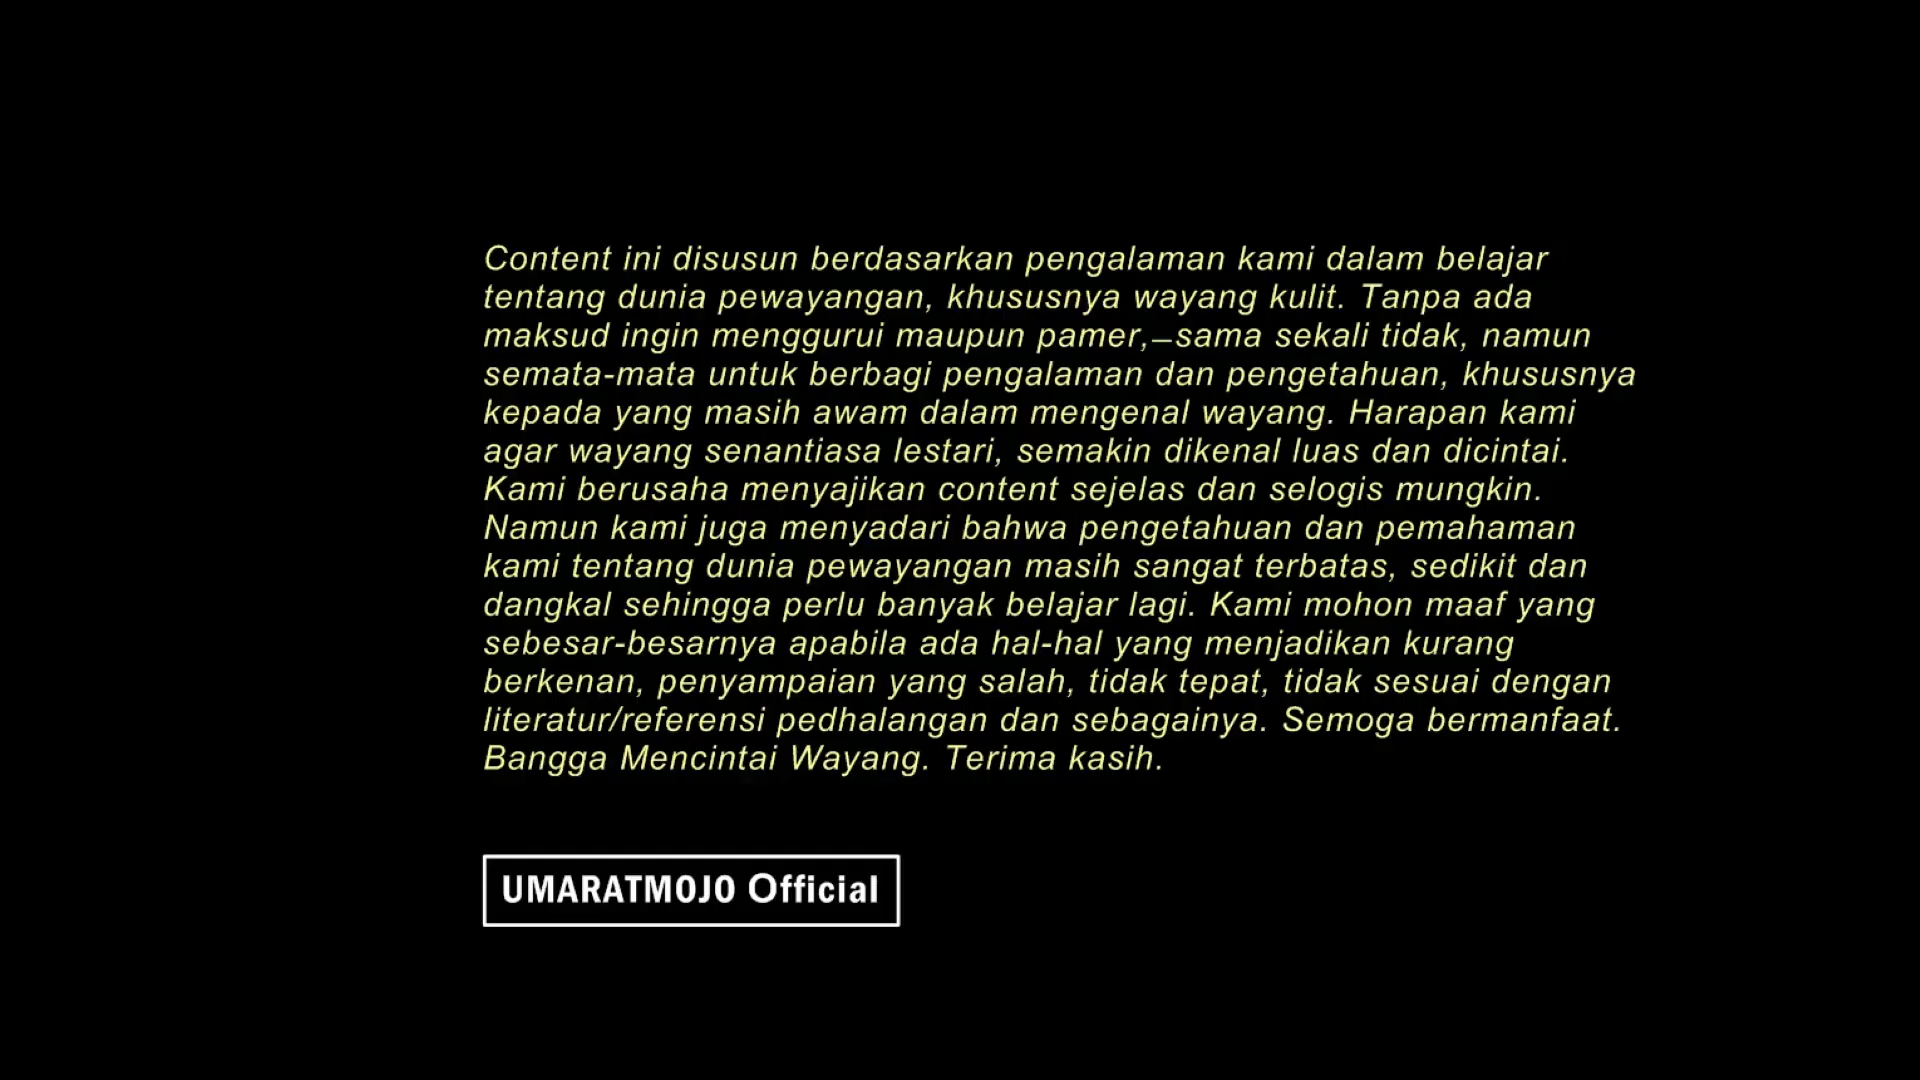 Content ini disusun berdasarkan pengalaman kami dalam belajar
tentang dunia pewayangan, khususnya wayang kulit. Tanpa ada
maksud ingin menggurui maupun pamer,–sama sekali tidak, namun
semata-mata untuk berbagi pengalaman dan pengetahuan, khususnya
kepada yang masih awam dalam mengenal wayang. Harapan kami
agar wayang senantiasa lestari, semakin dikenal luas dan dicintai.
Kami berusaha menyajikan content sejelas dan selogis mungkin.
Namun kami juga menyadari bahwa pengetahuan dan pemahaman
kami tentang dunia pewayangan masih sangat terbatas, sedikit dan
dangkal sehingga perlu banyak belajar lagi. Kami mohon maaf yang
sebesar-besarnya apabila ada hal-hal yang menjadikan kurang
berkenan, penyampaian yang salah, tidak tepat, tidak sesuai dengan
literatur/referensi pedhalangan dan sebagainya. Semoga bermanfaat.
Bangga Mencintai Wayang. Terima kasih.
UMARATMOJO Official